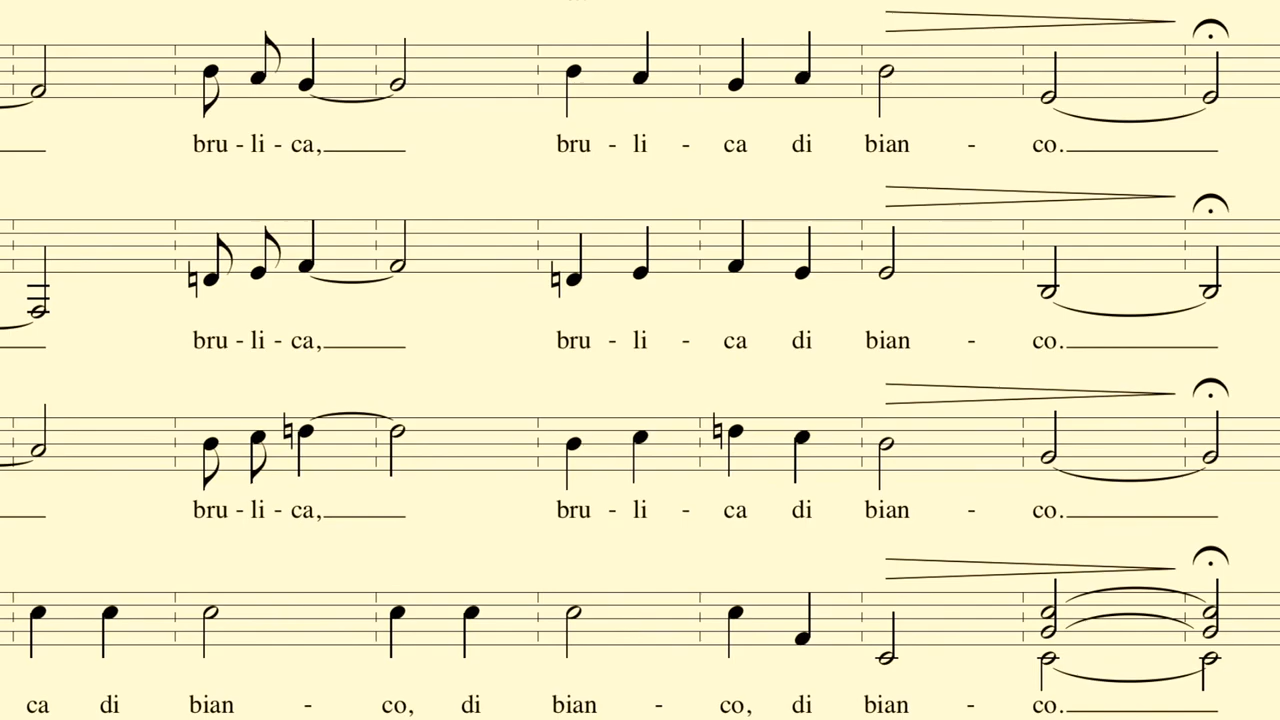 bru - li - ca, bru - li - ca di bian - co.
bru - li - ca, bru - li - ca di bian - co.
bru - li - ca, bru - li - ca di bian - co.
ca di bian - co, di bian - co, di bian - co.